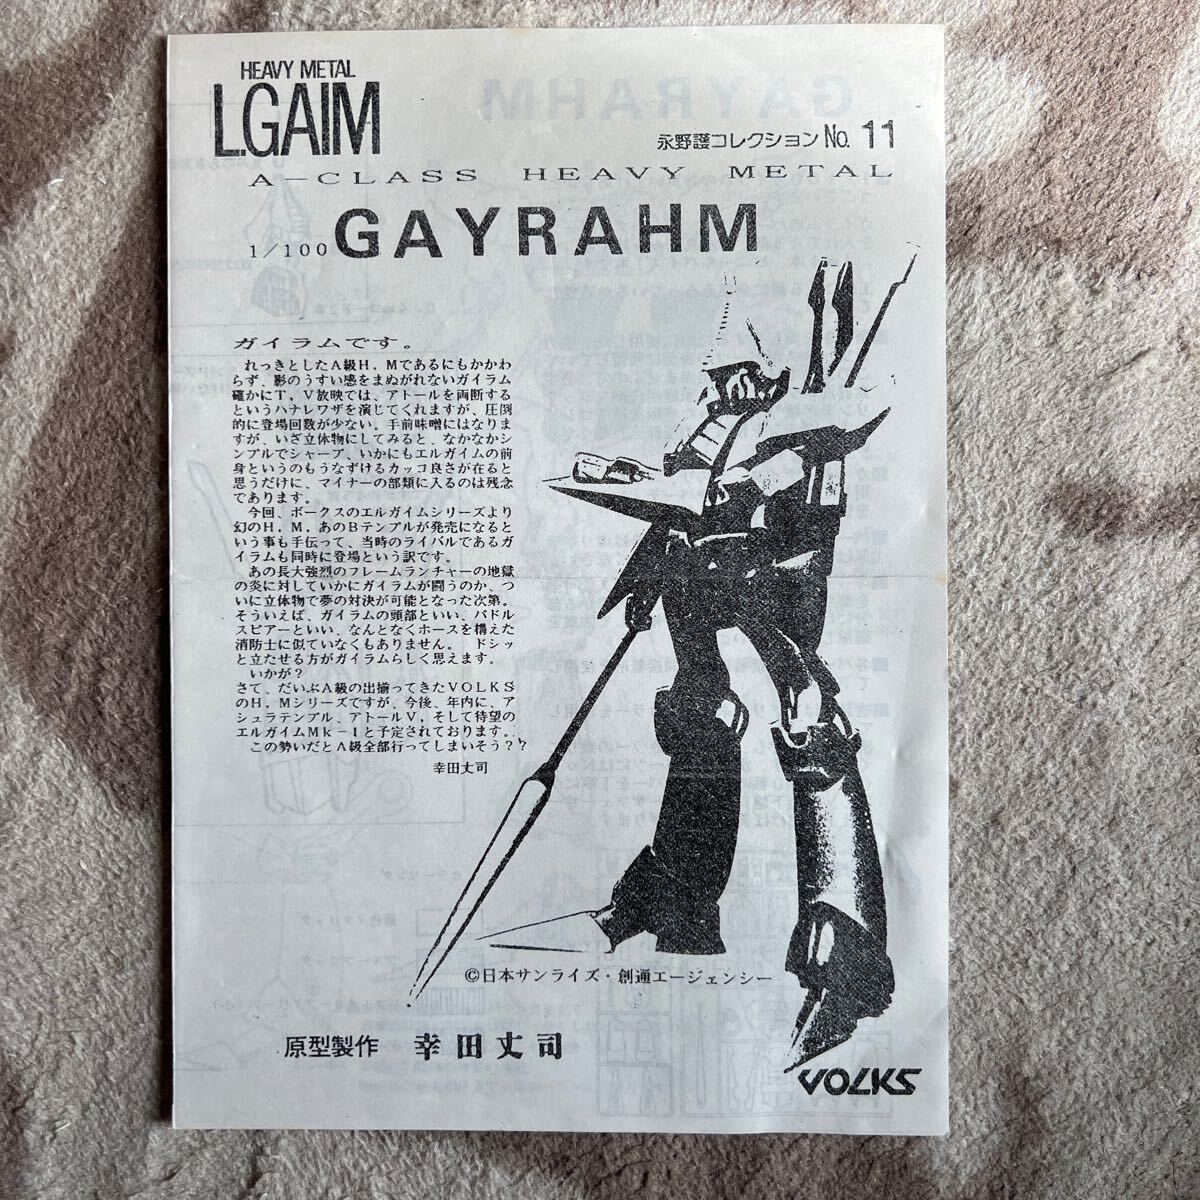 HEAVY METAL
L.GAIM
永野護コレクション No. 11
A-CLASS HEAVY METAL
1/100 GAYRAHM
ガイラムです。
れっきとしたA級H，Mであるにもかかわ
らず、影のうすい感をまぬがれないガイラム
確かにT，V放映では、アトールを両断する
というハナレワザを演じてくれますが、圧倒
的に登場回数が少ない。手前味噌にはなりま
すが、いざ立体物にしてみると、なかなかシ
ンプルでシャープ、いかにもエルガイムの前
身というのもうなずけるカッコ良さが在ると
思うだけに、マイナーの部類に入るのは残念
であります。
今回、ボークスのエルガイムシリーズより
幻のH，M，あのBテンプルが発売になると
いう事も手伝って、当時のライバルであるガ
イラムも同時に登場という訳です。
あの長大強烈のフレームランチャーの地獄
の炎に対していかにガイラムが闘うのか、つ
いに立体物で夢の対決が可能となった次第。
そういえば、ガイラムの頭部といい、バドル
スピアーといい、なんとなくホースを構えた
消防士に似ていなくもありません。 ドシッ
と立たせる方がガイラムらしく思えます。
いかが？
さて、だいぶA級の出揃ってきたVOLKS
のH，Mシリーズですが、今後、年内に、ア
シュラテンプル、アトールV，そして待望の
エルガイムMk-Iと予定されております。
この勢いだとA級全部行ってしまいそう？？
幸田丈司
©日本サンライズ・創通エージェンシー
原型製作 幸田丈司
VOLKS